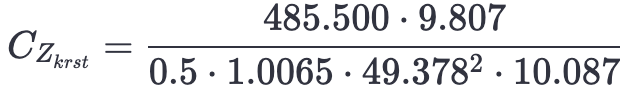 $C_{Z_{krst}} = \frac{485.500 \cdot 9.807}{0.5 \cdot 1.0065 \cdot 49.378^2 \cdot 10.087}$